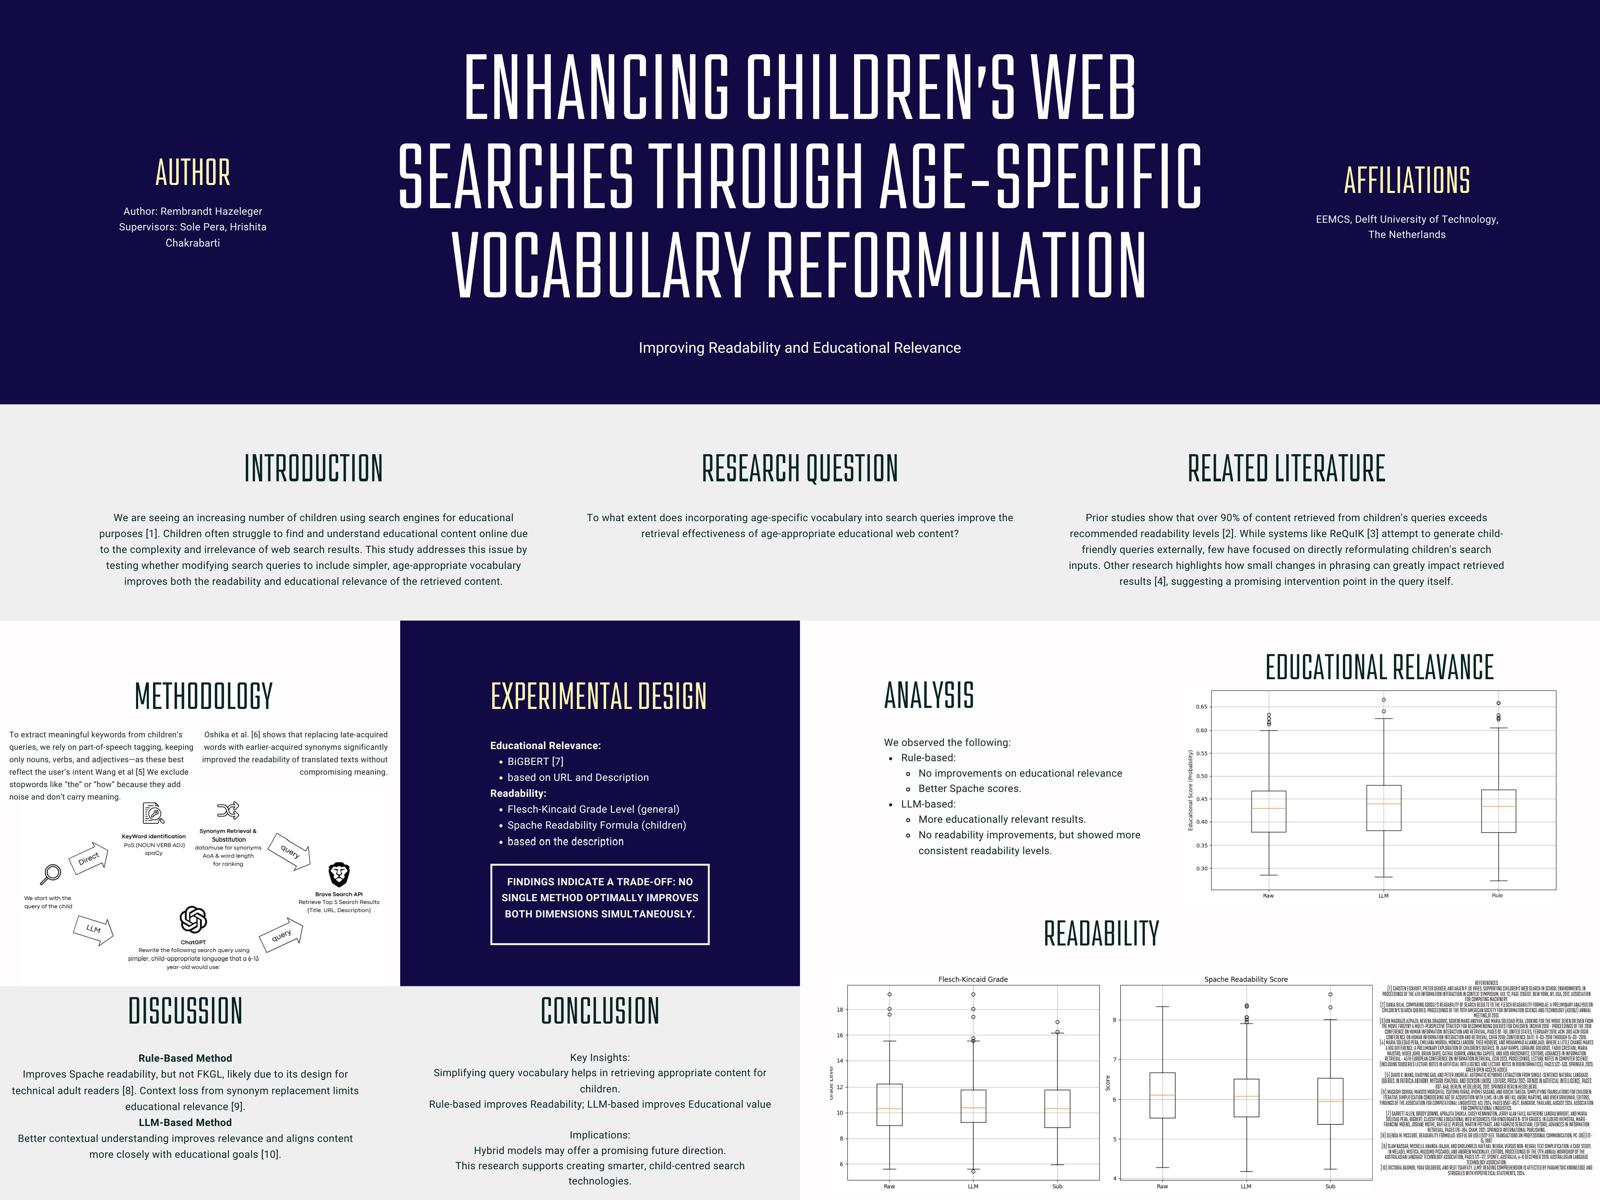 ENHANCING CHILDREN'S WEB
SEARCHES THROUGH AGE-SPECIFIC
VOCABULARY REFORMULATION
Improving Readability and Educational Relevance
AUTHOR
Author: Rembrandt Hazeleger
Supervisors: Sole Pera, Hrishita
Chakrabarti
AFFILIATIONS
EEMCS, Delft University of Technology,
The Netherlands
INTRODUCTION
We are seeing an increasing number of children using search engines for educational
purposes [1]. Children often struggle to find and understand educational content online due
to the complexity and irrelevance of web search results. This study addresses this issue by
testing whether modifying search queries to include simpler, age-appropriate vocabulary
improves both the readability and educational relevance of the retrieved content.
RESEARCH QUESTION
To what extent does incorporating age-specific vocabulary into search queries improve the
retrieval effectiveness of age-appropriate educational web content?
RELATED LITERATURE
Prior studies show that over 90% of content retrieved from children's queries exceeds
recommended readability levels [2]. While systems like ReQuIK [3] attempt to generate child-
friendly queries externally, few have focused on directly reformulating children's search
inputs. Other research highlights how small changes in phrasing can greatly impact retrieved
results [4], suggesting a promising intervention point in the query itself.
METHODOLOGY
To extract meaningful keywords from children's
queries, we rely on part-of-speech tagging, keeping
only nouns, verbs, and adjectives—as these best
reflect the user's intent Wang et al [5] We exclude
stopwords like "the" or "how" because they add
noise and don't carry meaning.
Oshika et al. [6] shows that replacing late-acquired
words with earlier-acquired synonyms significantly
improved the readability of translated texts without
compromising meaning.
We start with the
query of the child
Direct
KeyWord identification
PoS (NOUN VERB ADJ)
spaCy
Synonym Retrieval &
Substitution
datamuse for synonyms
AoA & word length
for ranking
query
Brave Search API
Retrieve Top 5 Search Results
(Title, URL, Description)
LLM
ChatGPT
Rewrite the following search query using
simpler, child-appropriate language that a 6-13
year-old would use:
query
EXPERIMENTAL DESIGN
Educational Relevance:
• BiGBERT [7]
• based on URL and Description
Readability:
• Flesch-Kincaid Grade Level (general)
• Spache Readability Formula (children)
• based on the description
FINDINGS INDICATE A TRADE-OFF: NO
SINGLE METHOD OPTIMALLY IMPROVES
BOTH DIMENSIONS SIMULTANEOUSLY.
ANALYSIS
We observed the following:
• Rule-based:
No improvements on educational relevance
Better Spache scores.
• LLM-based:
More educationally relevant results.
No readability improvements, but showed more
consistent readability levels.
EDUCATIONAL RELAVANCE
Educational Score (Probability)
0.65
0.60
0.55
0.50
0.45
0.40
0.35
0.30
Raw LLM Rule
READABILITY
Flesch-Kincaid Grade
18
16
14
12
10
8
6
Raw LLM Sub
Spache Readability Score
Score
8
7
6
5
4
Raw LLM Sub
DISCUSSION
Rule-Based Method
Improves Spache readability, but not FKGL, likely due to its design for
technical adult readers [8]. Context loss from synonym replacement limits
educational relevance [9].
LLM-Based Method
Better contextual understanding improves relevance and aligns content
more closely with educational goals [10].
CONCLUSION
Key Insights:
Simplifying query vocabulary helps in retrieving appropriate content for
children.
Rule-based improves Readability; LLM-based improves Educational value
Implications:
Hybrid models may offer a promising future direction.
This research supports creating smarter, child-centred search
technologies.
REFERENCES